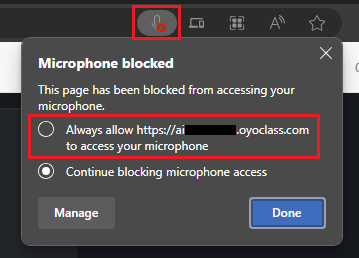 Microphone blocked
This page has been blocked from accessing your
microphone.
Always allow https://ai.oyoclass.com
to access your microphone
Continue blocking microphone access
Manage
Done